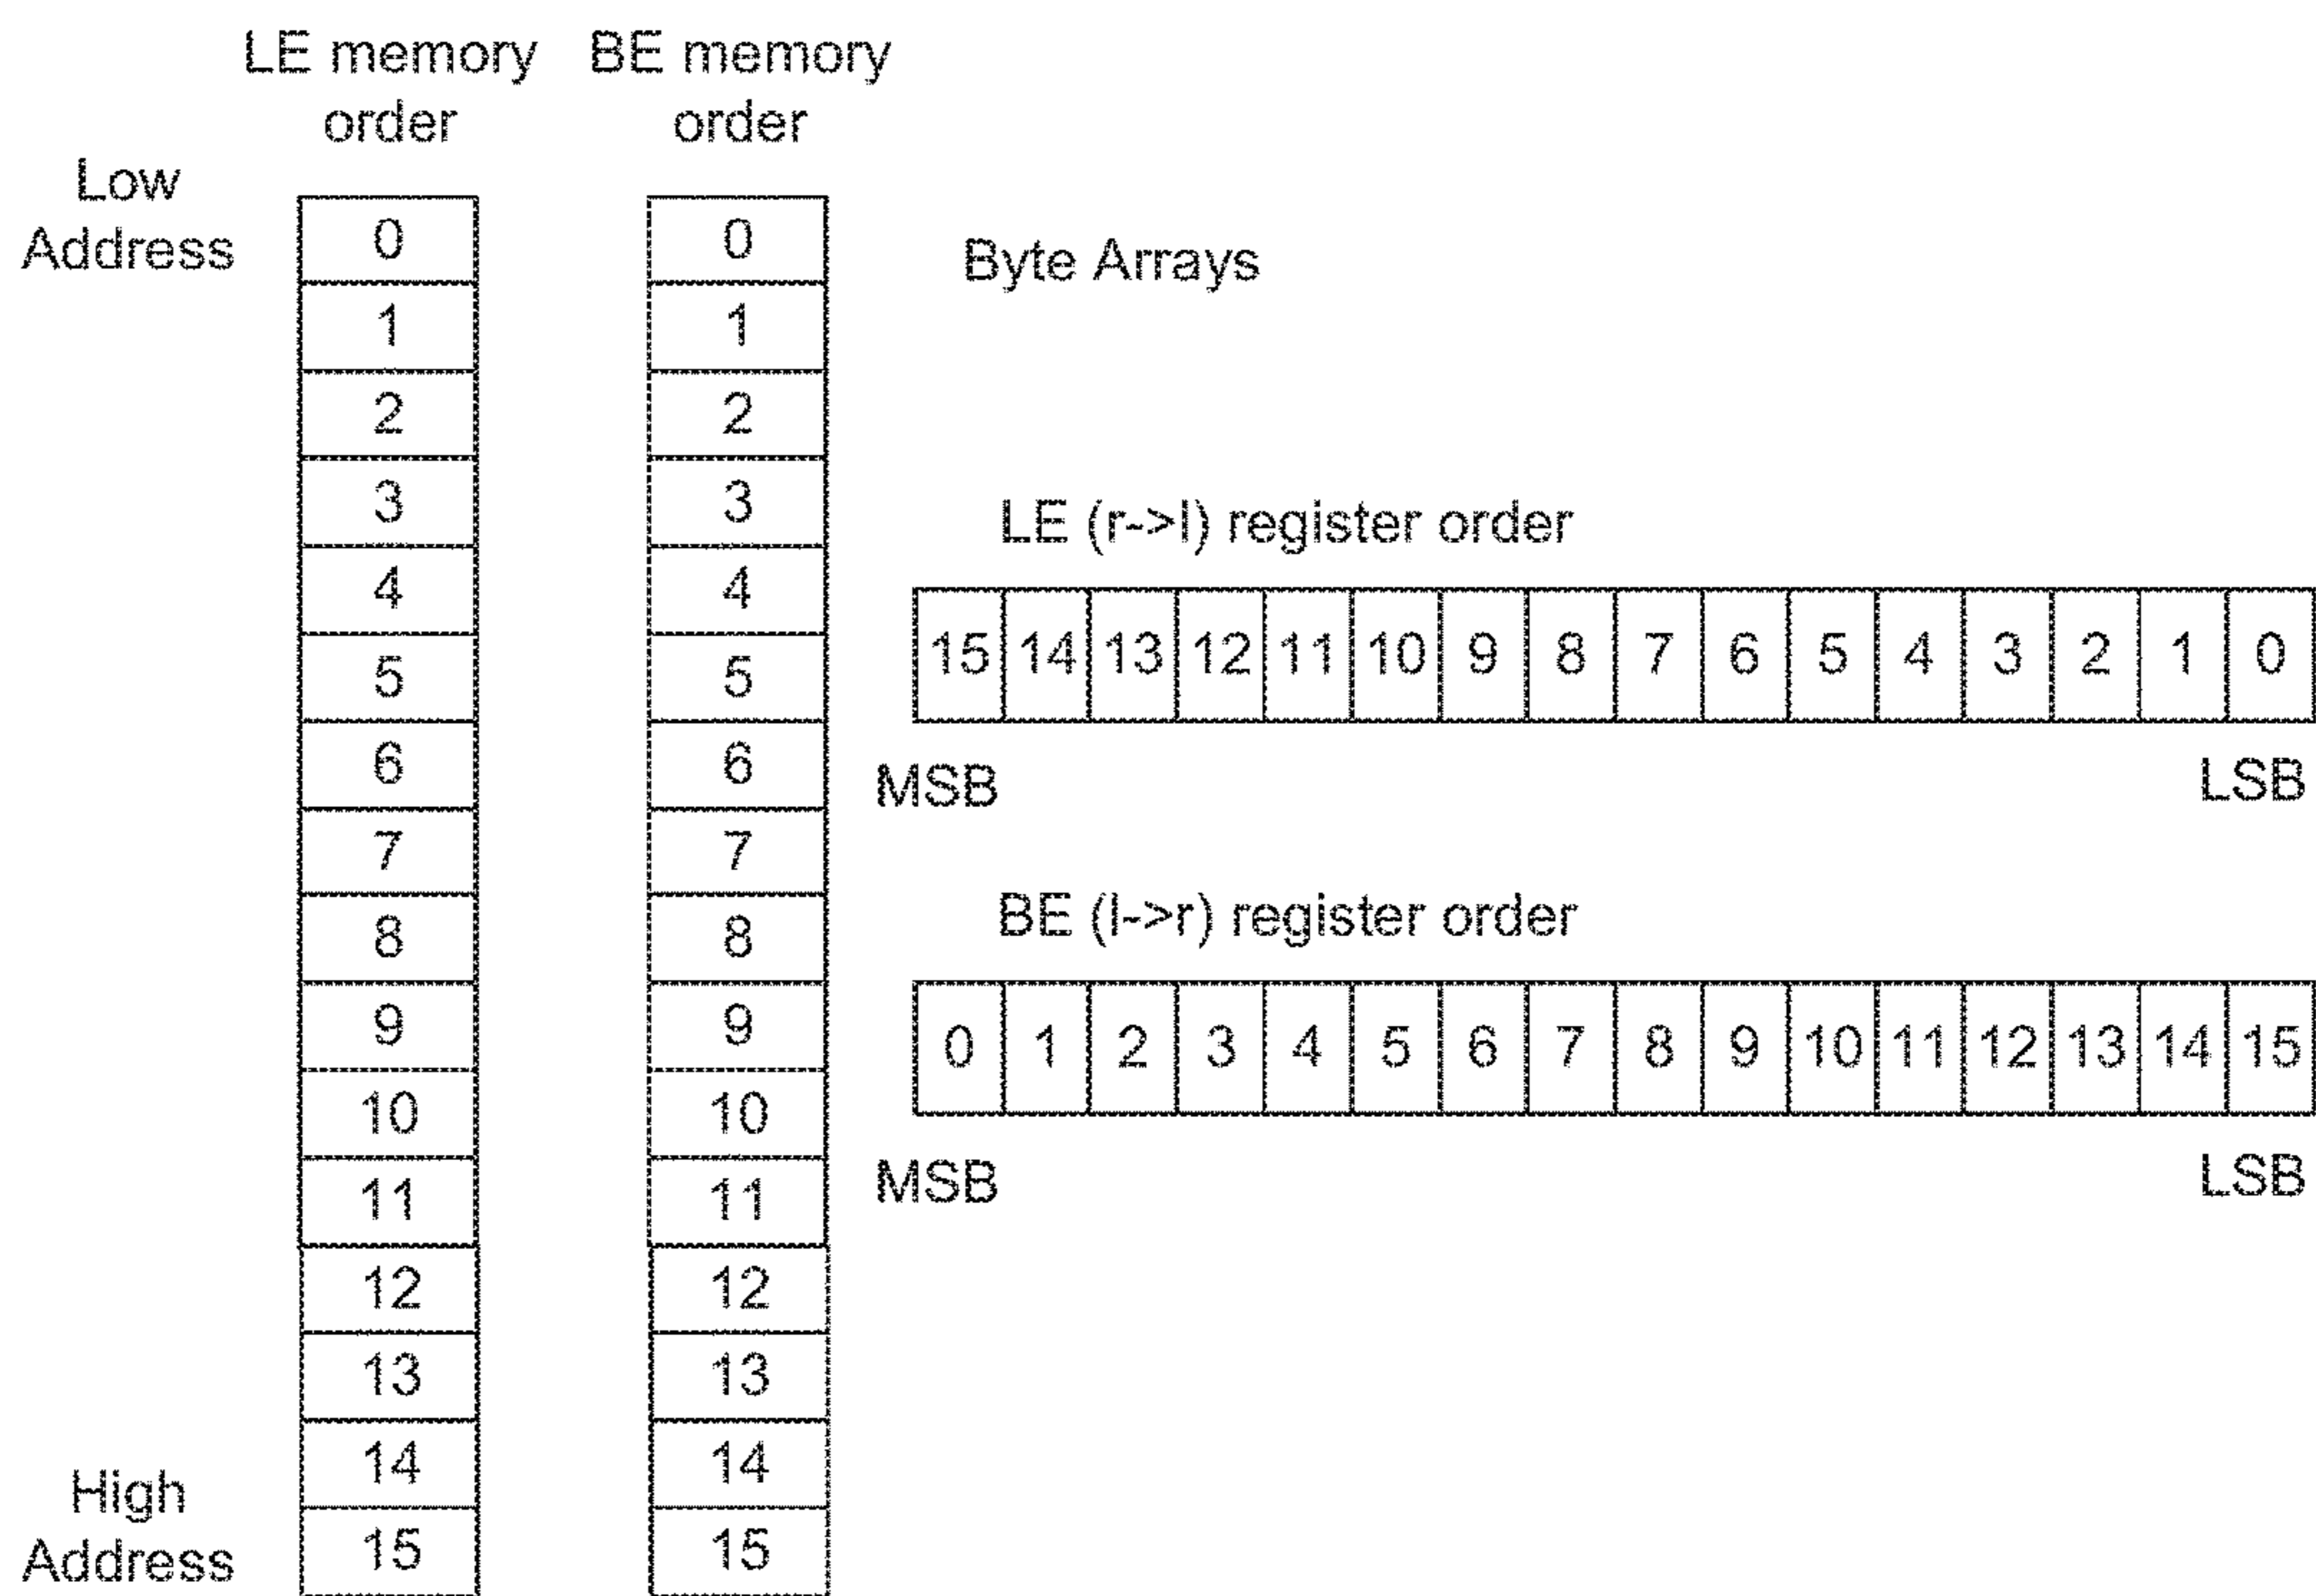 LE memory order
BE memory order
Low Address
High Address
0
1
2
3
4
5
6
7
8
9
10
11
12
13
14
15
0
1
2
3
4
5
6
7
8
9
10
11
12
13
14
15
Byte Arrays
LE (r->l) register order
15 14 13 12 11 10 9 8 7 6 5 4 3 2 1 0
MSB LSB
BE (l->r) register order
0 1 2 3 4 5 6 7 8 9 10 11 12 13 14 15
MSB LSB